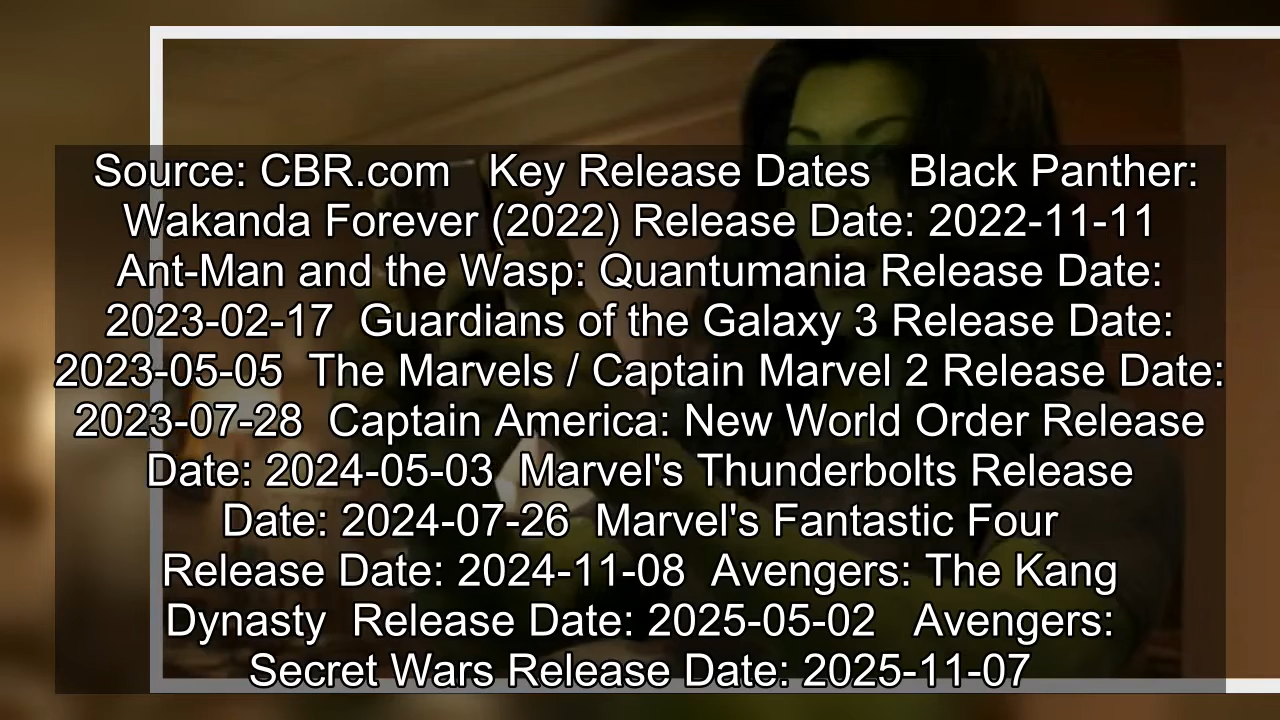 Source: CBR.com   Key Release Dates   Black Panther:
Wakanda Forever (2022) Release Date: 2022-11-11
Ant-Man and the Wasp: Quantumania Release Date:
2023-02-17  Guardians of the Galaxy 3 Release Date:
2023-05-05  The Marvels / Captain Marvel 2 Release Date:
2023-07-28  Captain America: New World Order Release
Date: 2024-05-03  Marvel's Thunderbolts Release
Date: 2024-07-26  Marvel's Fantastic Four
Release Date: 2024-11-08  Avengers: The Kang
Dynasty  Release Date: 2025-05-02   Avengers:
Secret Wars Release Date: 2025-11-07